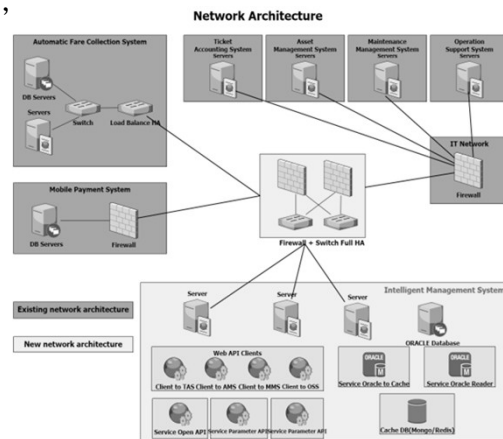 ,
Network Architecture
Automatic Fare Collection System
DB Servers
Servers
Switch
Load Balance HA
Ticket
Accounting System
Servers
Asset
Management System
Servers
Maintenance
Management System
Servers
Operation
Support System
Servers
IT Network
Firewall
Mobile Payment System
DB Servers
Firewall
Firewall + Switch Full HA
Existing network architecture
New network architecture
Intelligent Management System
Server
Server
Server
ORACLE Database
Web API Clients
Client to TAS
Client to AMS
Client to MMS
Client to OSS
Service Open API
Service Parameter API
Service Parameter API
ORACLE
M
Service Oracle to Cache
ORACLE
M
Service Oracle Reader
Cache DB(Mongo/Redis)